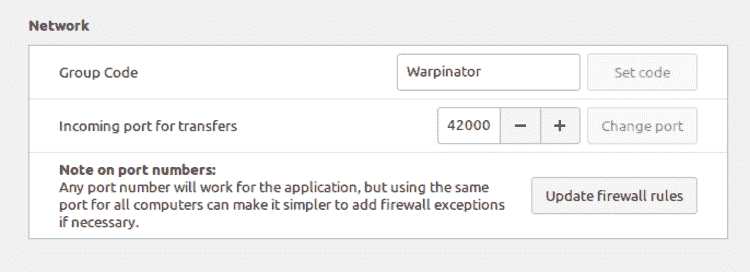 Network
Group Code
Warpinator
Set code
Incoming port for transfers
42000 − +
Change port
Note on port numbers:
Any port number will work for the application, but using the same
port for all computers can make it simpler to add firewall exceptions
if necessary.
Update firewall rules